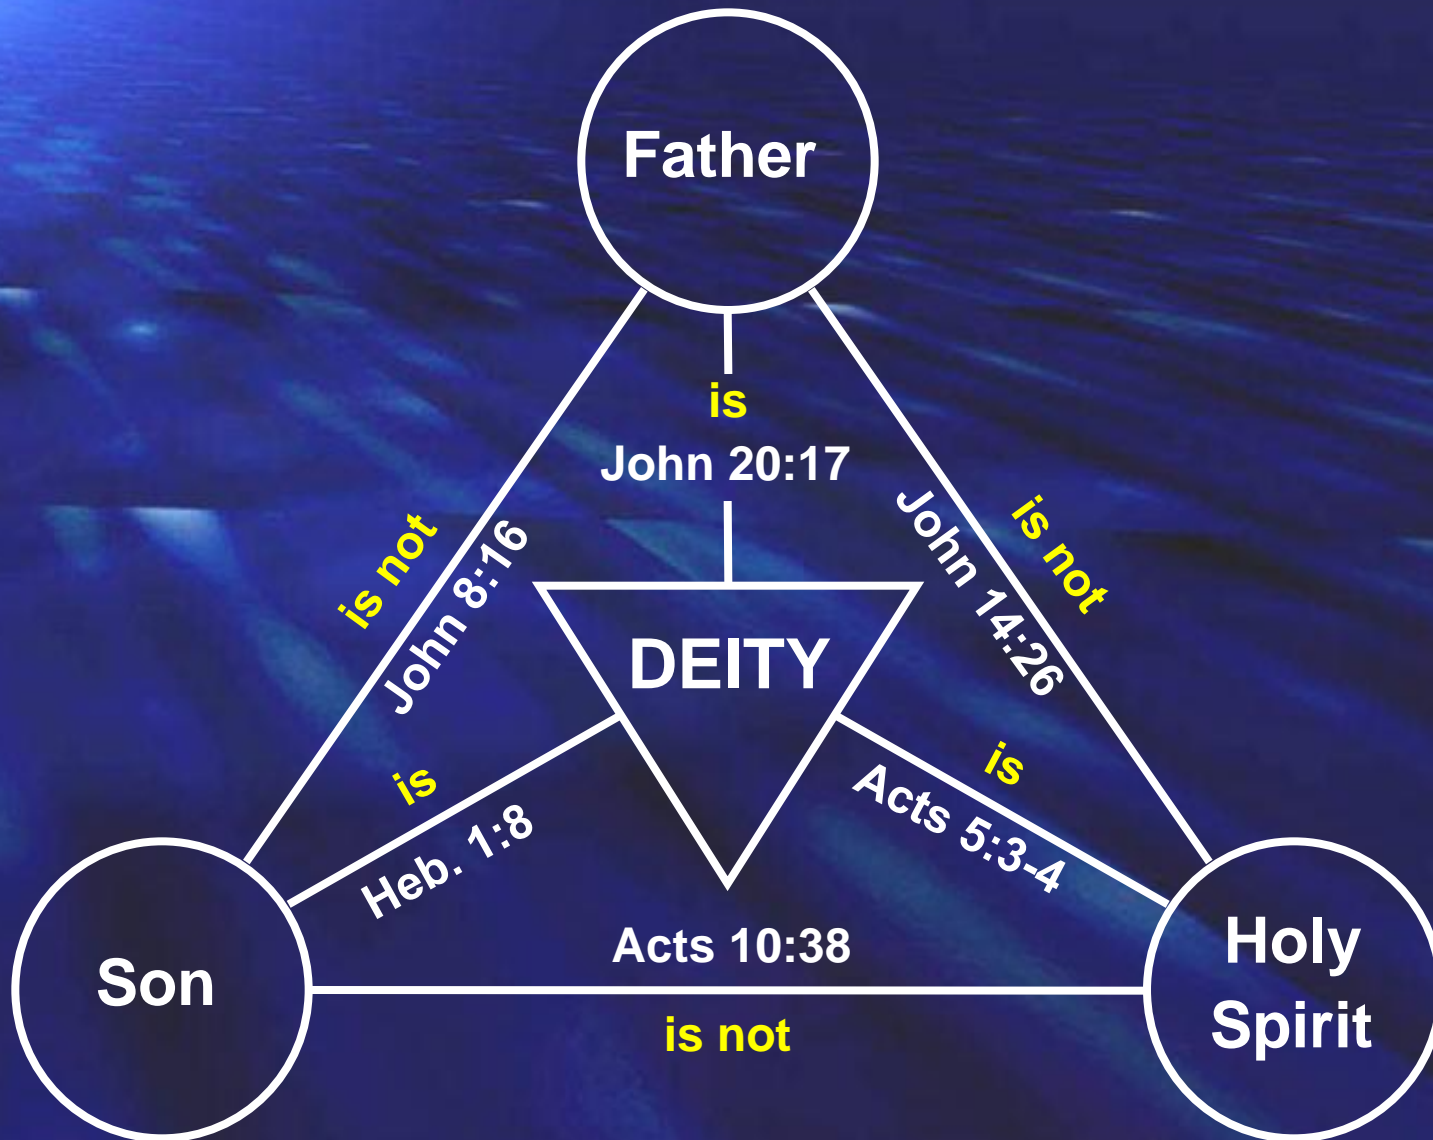 Father
is
John 20:17
is not
John 8:16
is not
John 14:26
DEITY
is
Heb. 1:8
is
Acts 5:3-4
Acts 10:38
is not
Son
Holy
Spirit